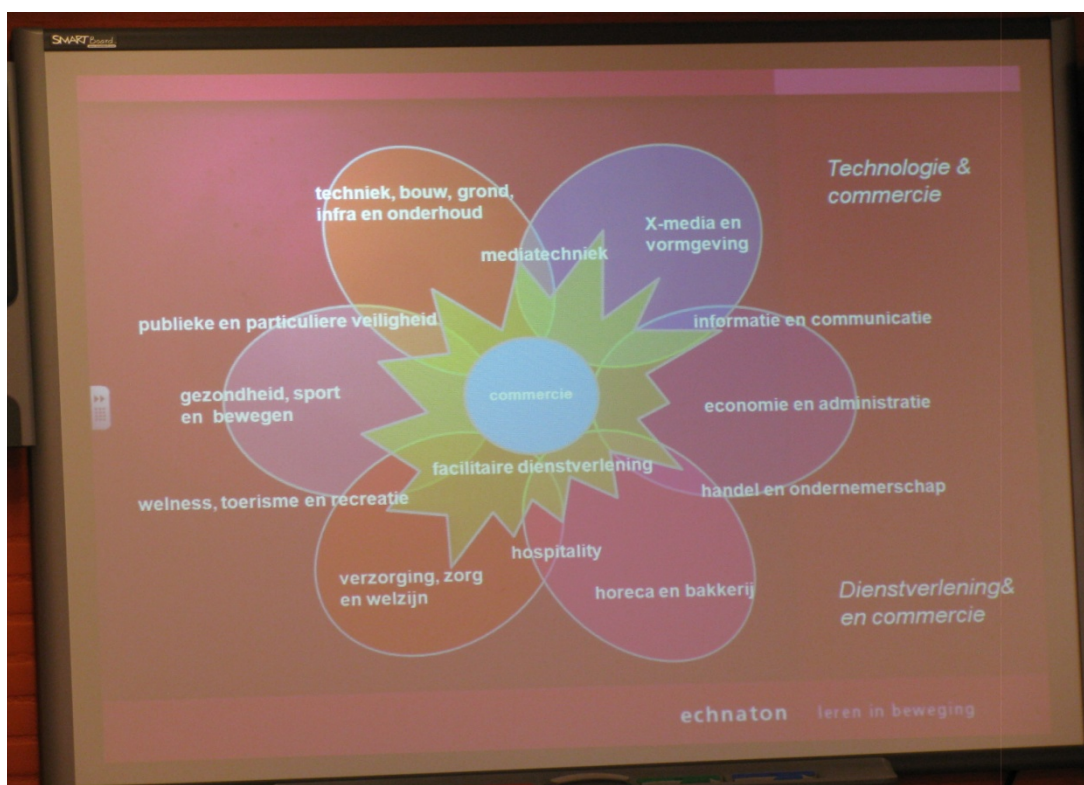 SMART Board
Technologie &
commercie
techniek, bouw, grond,
infra en onderhoud
X-media en
vormgeving
mediatechniek
publieke en particuliere veiligheid
informatie en communicatie
gezondheid, sport
en bewegen
commercie
economie en administratie
facilitaire dienstverlening
welness, toerisme en recreatie
handel en ondernemerschap
hospitality
verzorging, zorg
en welzijn
horeca en bakkerij
Dienstverlening&
en commercie
echnaton leren in beweging